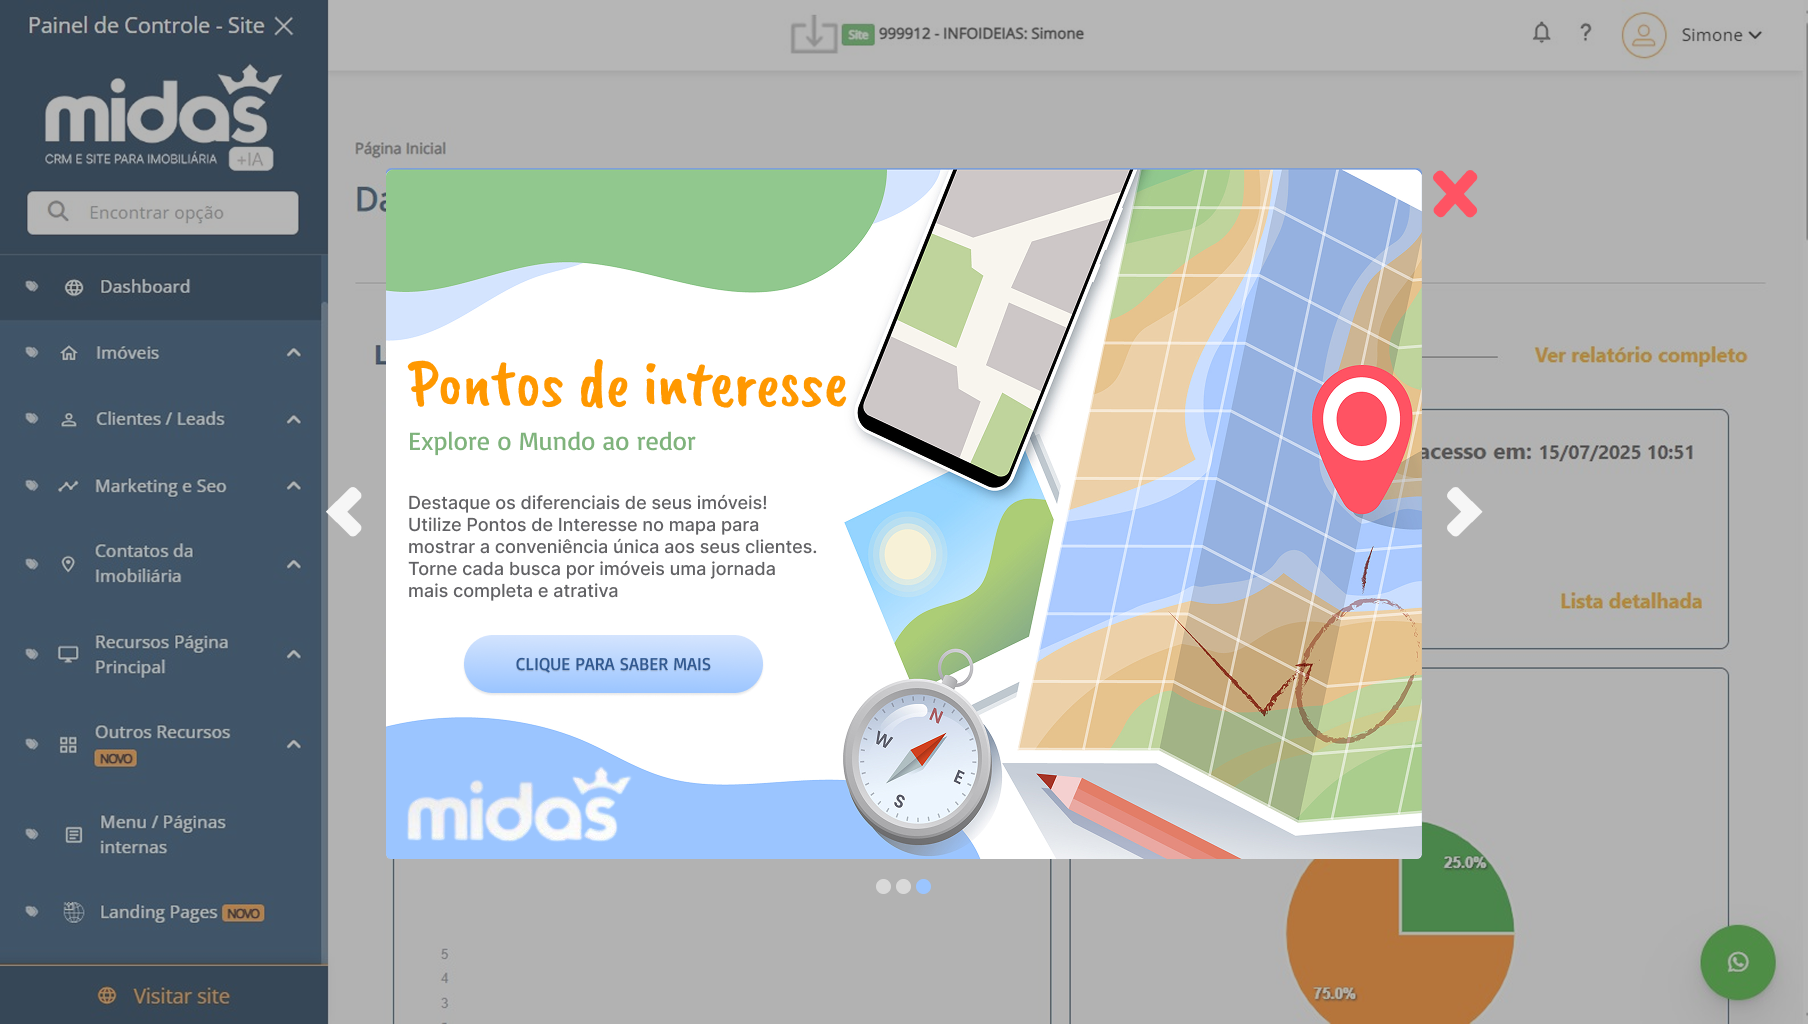 Painel de Controle - Site
midas
CRM E SITE PARA IMOBILIÁRIA +IA
Encontrar opção
Dashboard
Imóveis
Clientes / Leads
Marketing e Seo
Contatos da
Imobiliária
Recursos Página
Principal
Outros Recursos
NOVO
Menu / Páginas
internas
Landing Pages NOVO
Visitar site
Site 999912 - INFOIDEIAS: Simone
? Simone
Página Inicial
Da
L
Ver relatório completo
acesso em: 15/07/2025 10:51
Lista detalhada
Pontos de interesse
Explore o Mundo ao redor
Destaque os diferenciais de seus imóveis!
Utilize Pontos de Interesse no mapa para
mostrar a conveniência única aos seus clientes.
Torne cada busca por imóveis uma jornada
mais completa e atrativa
CLIQUE PARA SABER MAIS
midas
N
W
E
S
5
4
3
25.0%
75.0%